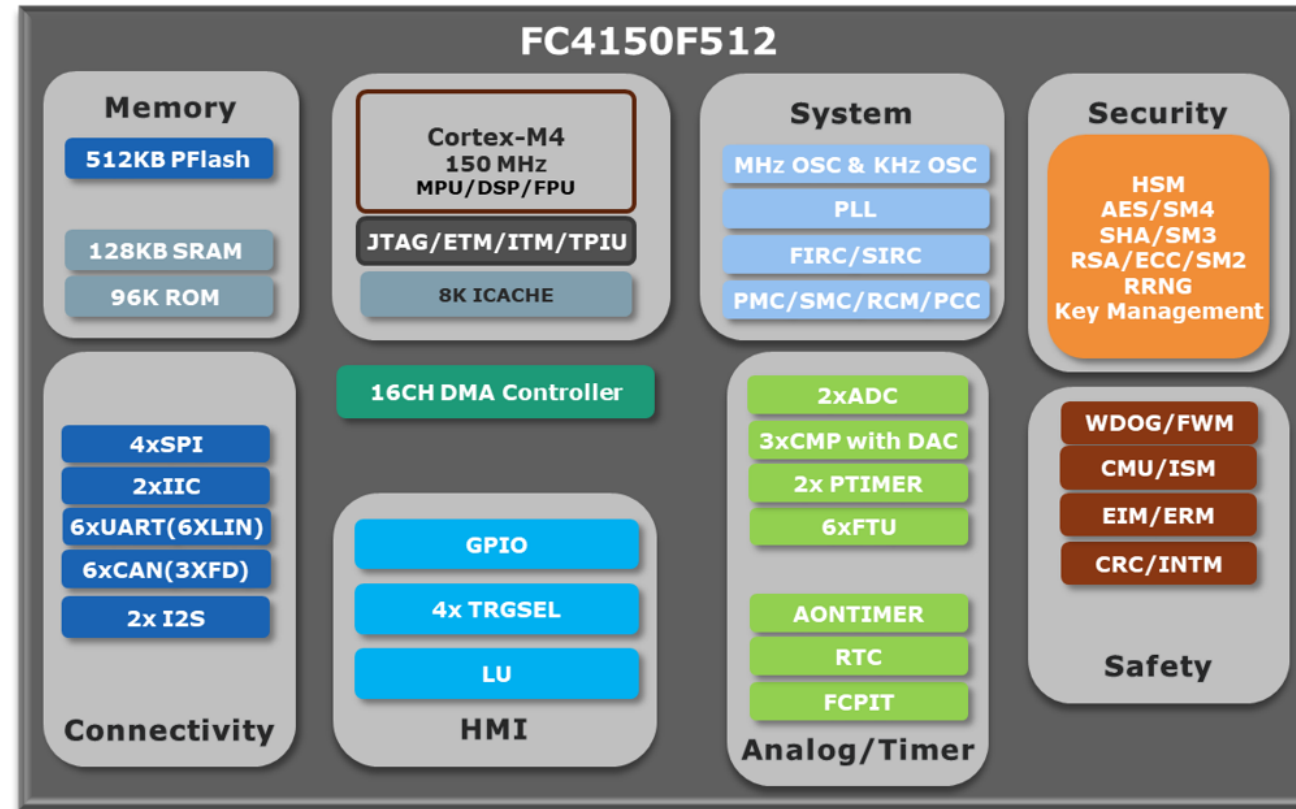 FC4150F512
Memory
512KB PFlash
128KB SRAM
96K ROM
Cortex-M4
150 MHz
MPU/DSP/FPU
JTAG/ETM/ITM/TPIU
8K ICACHE
System
MHz OSC & KHz OSC
PLL
FIRC/SIRC
PMC/SMC/RCM/PCC
Security
HSM
AES/SM4
SHA/SM3
RSA/ECC/SM2
RRNG
Key Management
4xSPI
2xIIC
6xUART(6XLIN)
6xCAN(3XFD)
2x I2S
Connectivity
16CH DMA Controller
GPIO
4x TRGSEL
LU
HMI
2xADC
3xCMP with DAC
2x PTIMER
6xFTU
AONTIMER
RTC
FCPIT
Analog/Timer
WDOG/FWM
CMU/ISM
EIM/ERM
CRC/INTM
Safety